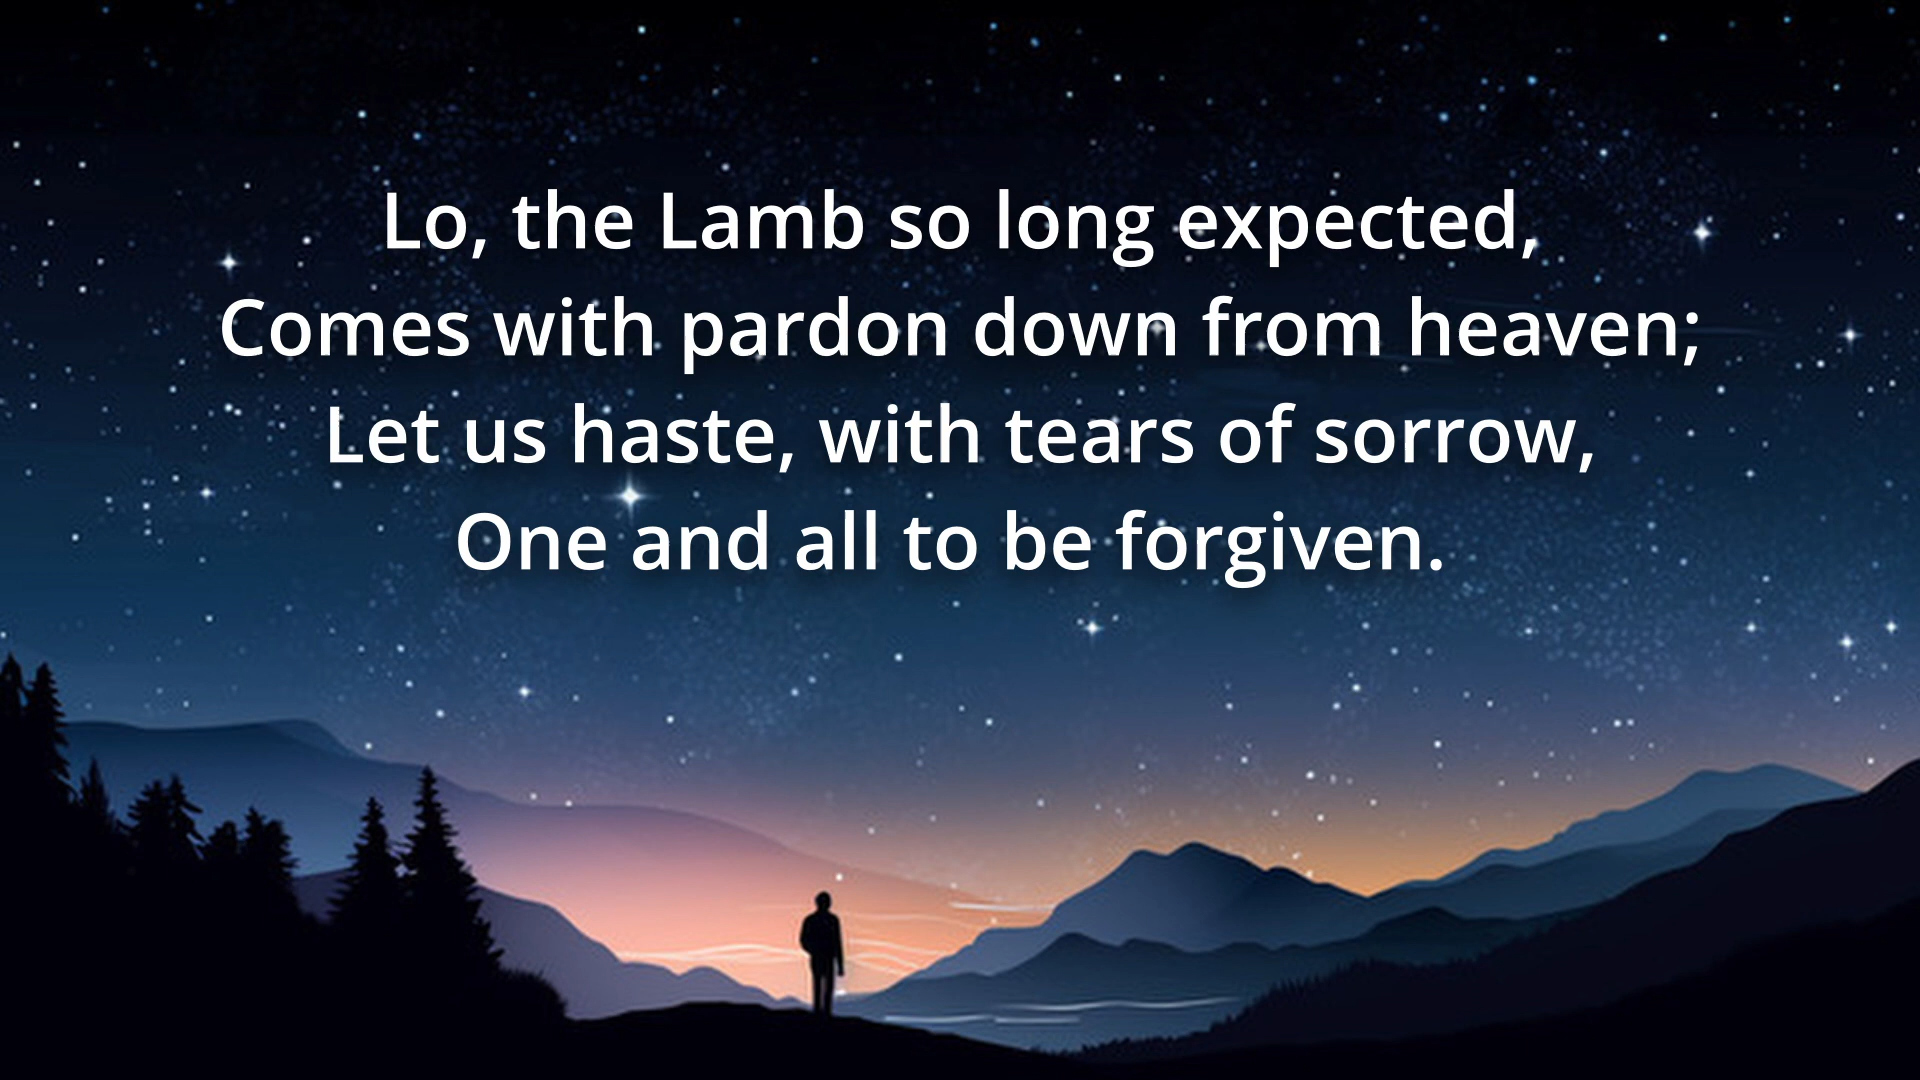 Lo, the Lamb so long expected,
Comes with pardon down from heaven;
Let us haste, with tears of sorrow,
One and all to be forgiven.